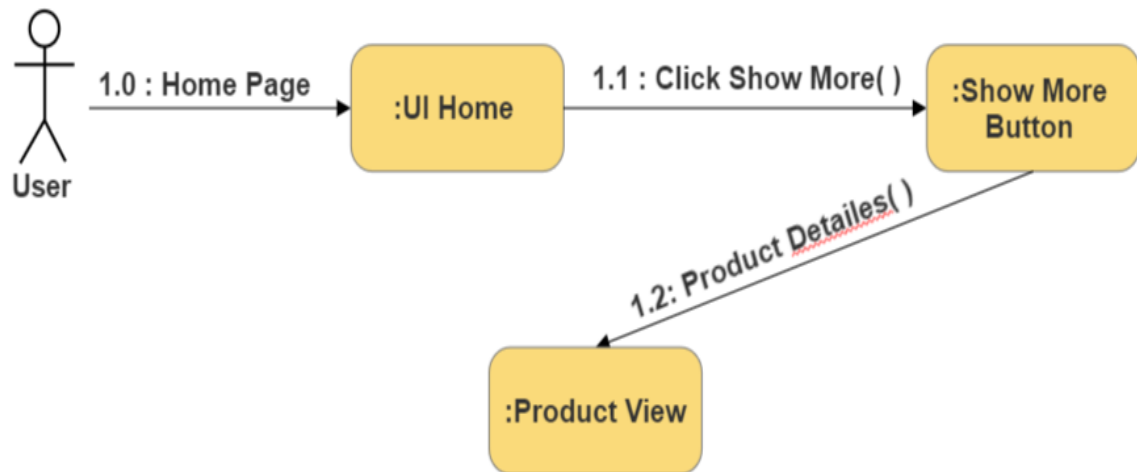 1.0 : Home Page
:UI Home
1.1 : Click Show More( )
:Show More
Button
User
1.2: Product Detailes( )
:Product View